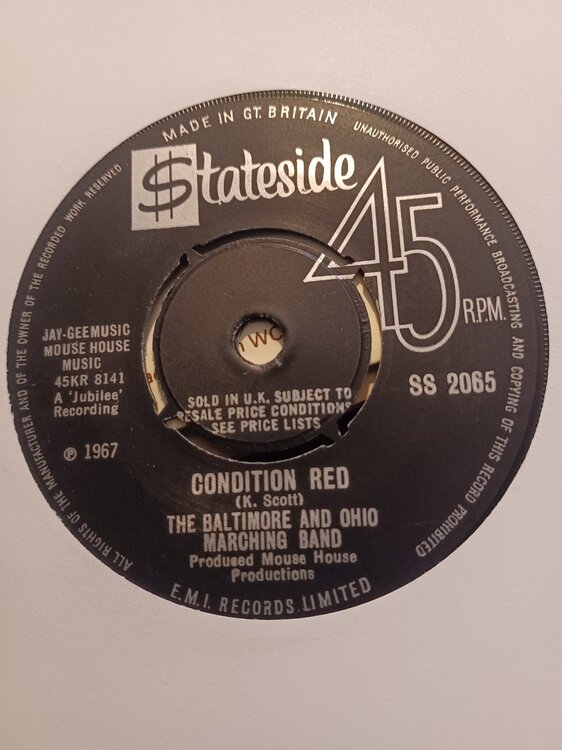 MADE IN GT. BRITAIN
UNAUTHORISED PUBLIC PERFORMANCE BROADCASTING AND COPYING OF THIS RECORD PROHIBITED
ALL RIGHTS OF THE MANUFACTURER AND OF THE OWNER OF THE RECORDED WORK RESERVED
$tateside
45
R.P.M.
JAY-GEE MUSIC
MOUSE HOUSE
MUSIC
45KR 8141
A 'Jubilee'
Recording
℗ 1967
SS 2065
SOLD IN U.K. SUBJECT TO
RESALE PRICE CONDITIONS
SEE PRICE LISTS
CONDITION RED
(K. Scott)
THE BALTIMORE AND OHIO
MARCHING BAND
Produced Mouse House
Productions
E.M.I. RECORDS LIMITED